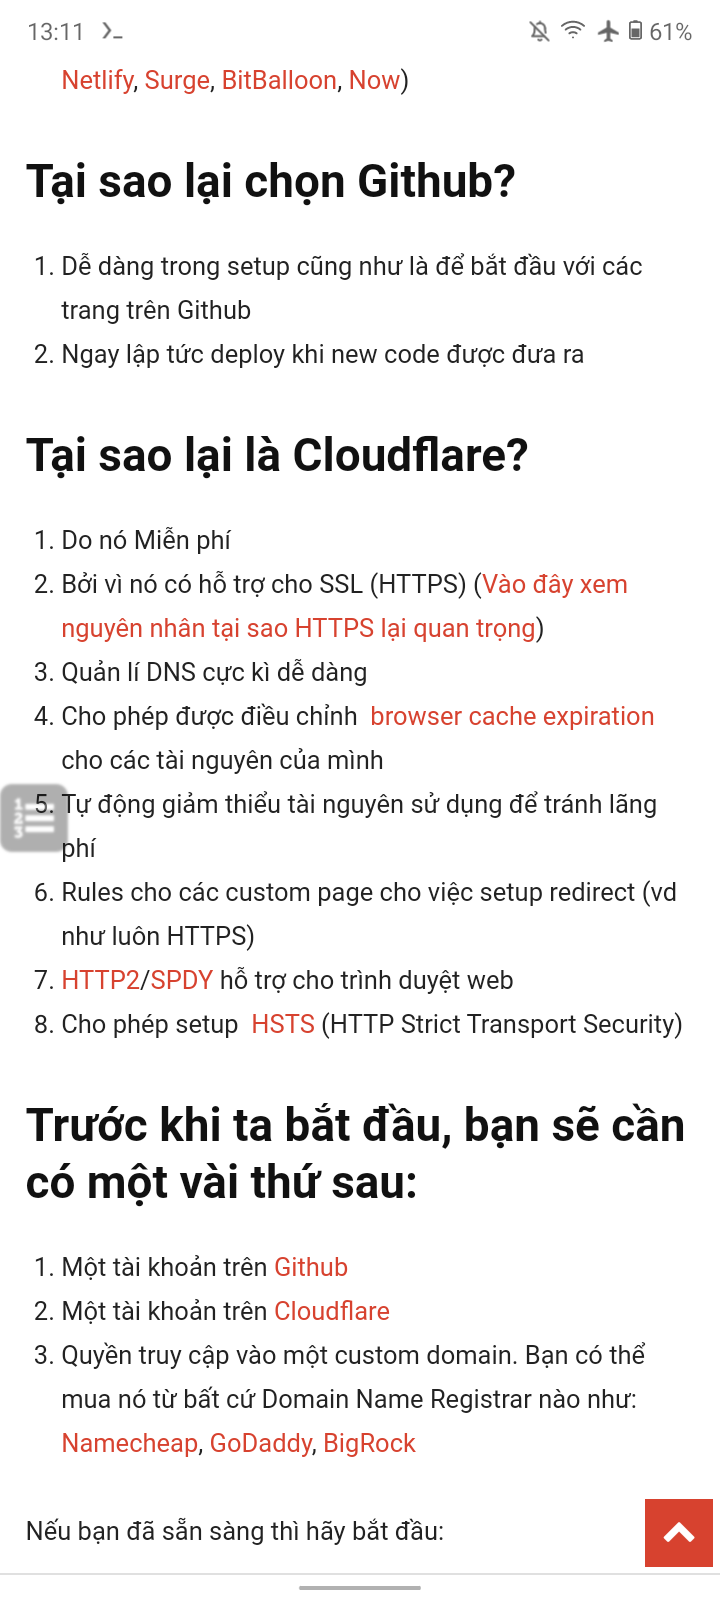 13:11 61%
Netlify, Surge, BitBalloon, Now)
Tại sao lại chọn Github?
1. Dễ dàng trong setup cũng như là để bắt đầu với các
trang trên Github
2. Ngay lập tức deploy khi new code được đưa ra
Tại sao lại là Cloudflare?
1. Do nó Miễn phí
2. Bởi vì nó có hỗ trợ cho SSL (HTTPS) (Vào đây xem
nguyên nhân tại sao HTTPS lại quan trọng)
3. Quản lí DNS cực kì dễ dàng
4. Cho phép được điều chỉnh browser cache expiration
cho các tài nguyên của mình
5. Tự động giảm thiểu tài nguyên sử dụng để tránh lãng
phí
6. Rules cho các custom page cho việc setup redirect (vd
như luôn HTTPS)
7. HTTP2/SPDY hỗ trợ cho trình duyệt web
8. Cho phép setup HSTS (HTTP Strict Transport Security)
Trước khi ta bắt đầu, bạn sẽ cần
có một vài thứ sau:
1. Một tài khoản trên Github
2. Một tài khoản trên Cloudflare
3. Quyền truy cập vào một custom domain. Bạn có thể
mua nó từ bất cứ Domain Name Registrar nào như:
Namecheap, GoDaddy, BigRock
Nếu bạn đã sẵn sàng thì hãy bắt đầu: